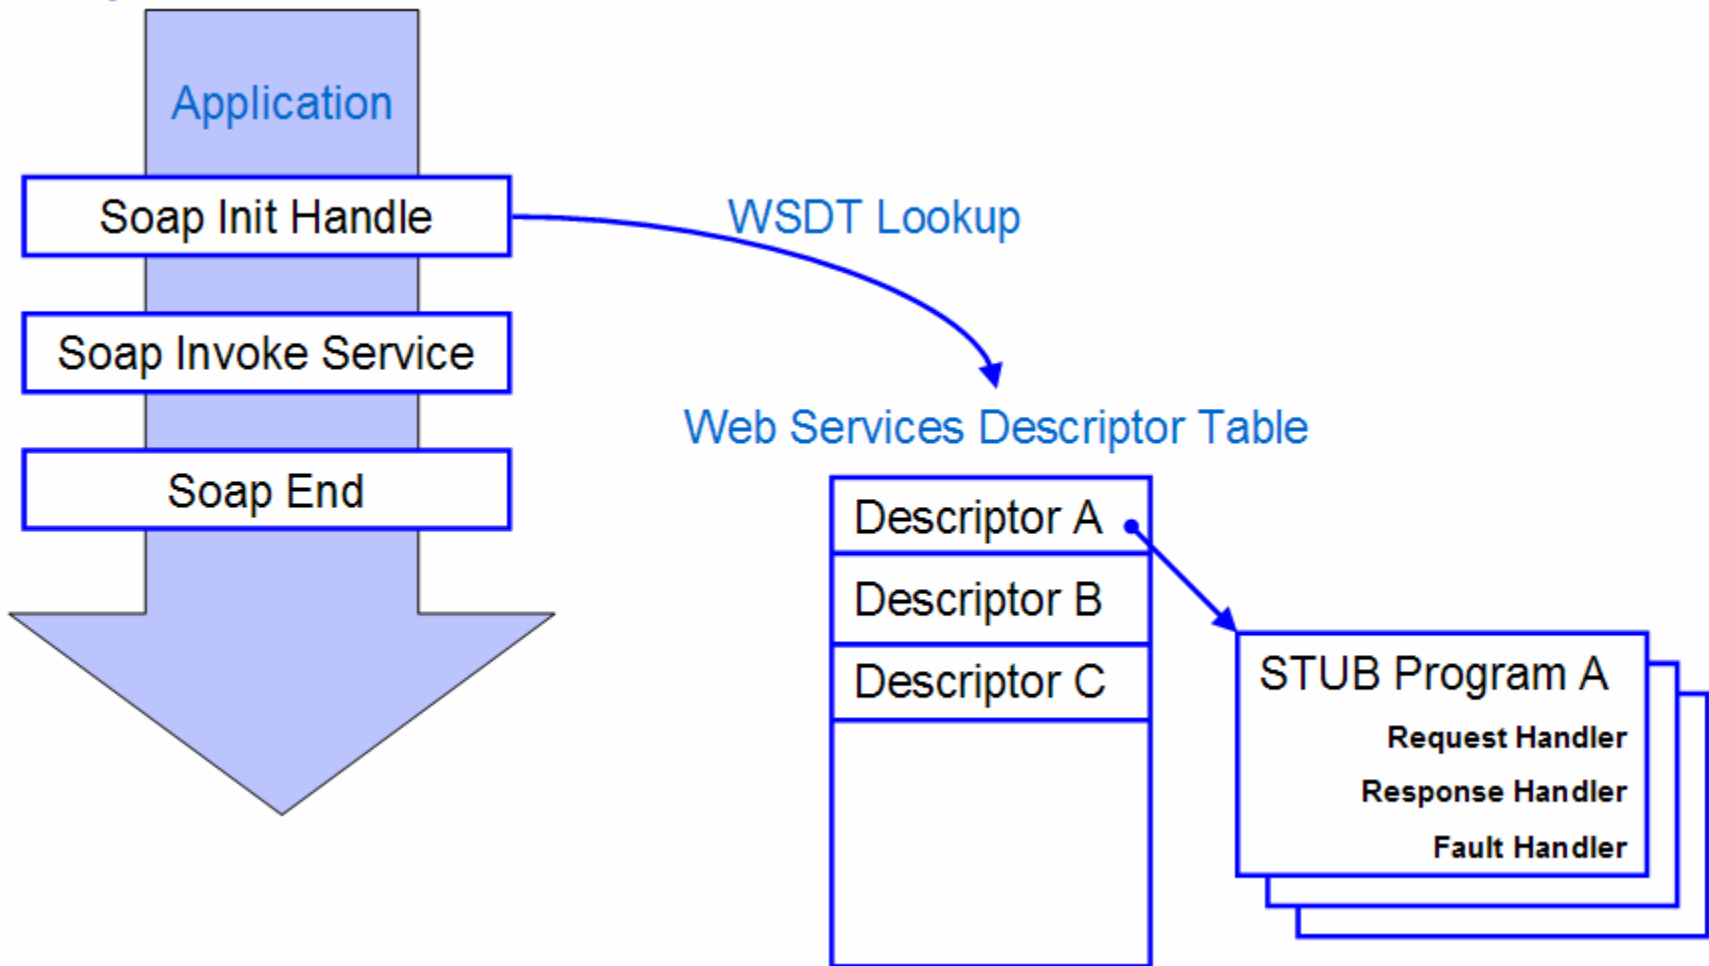 Application
Soap Init Handle
WSDT Lookup
Soap Invoke Service
Web Services Descriptor Table
Soap End
Descriptor A
Descriptor B
Descriptor C
STUB Program A
Request Handler
Response Handler
Fault Handler